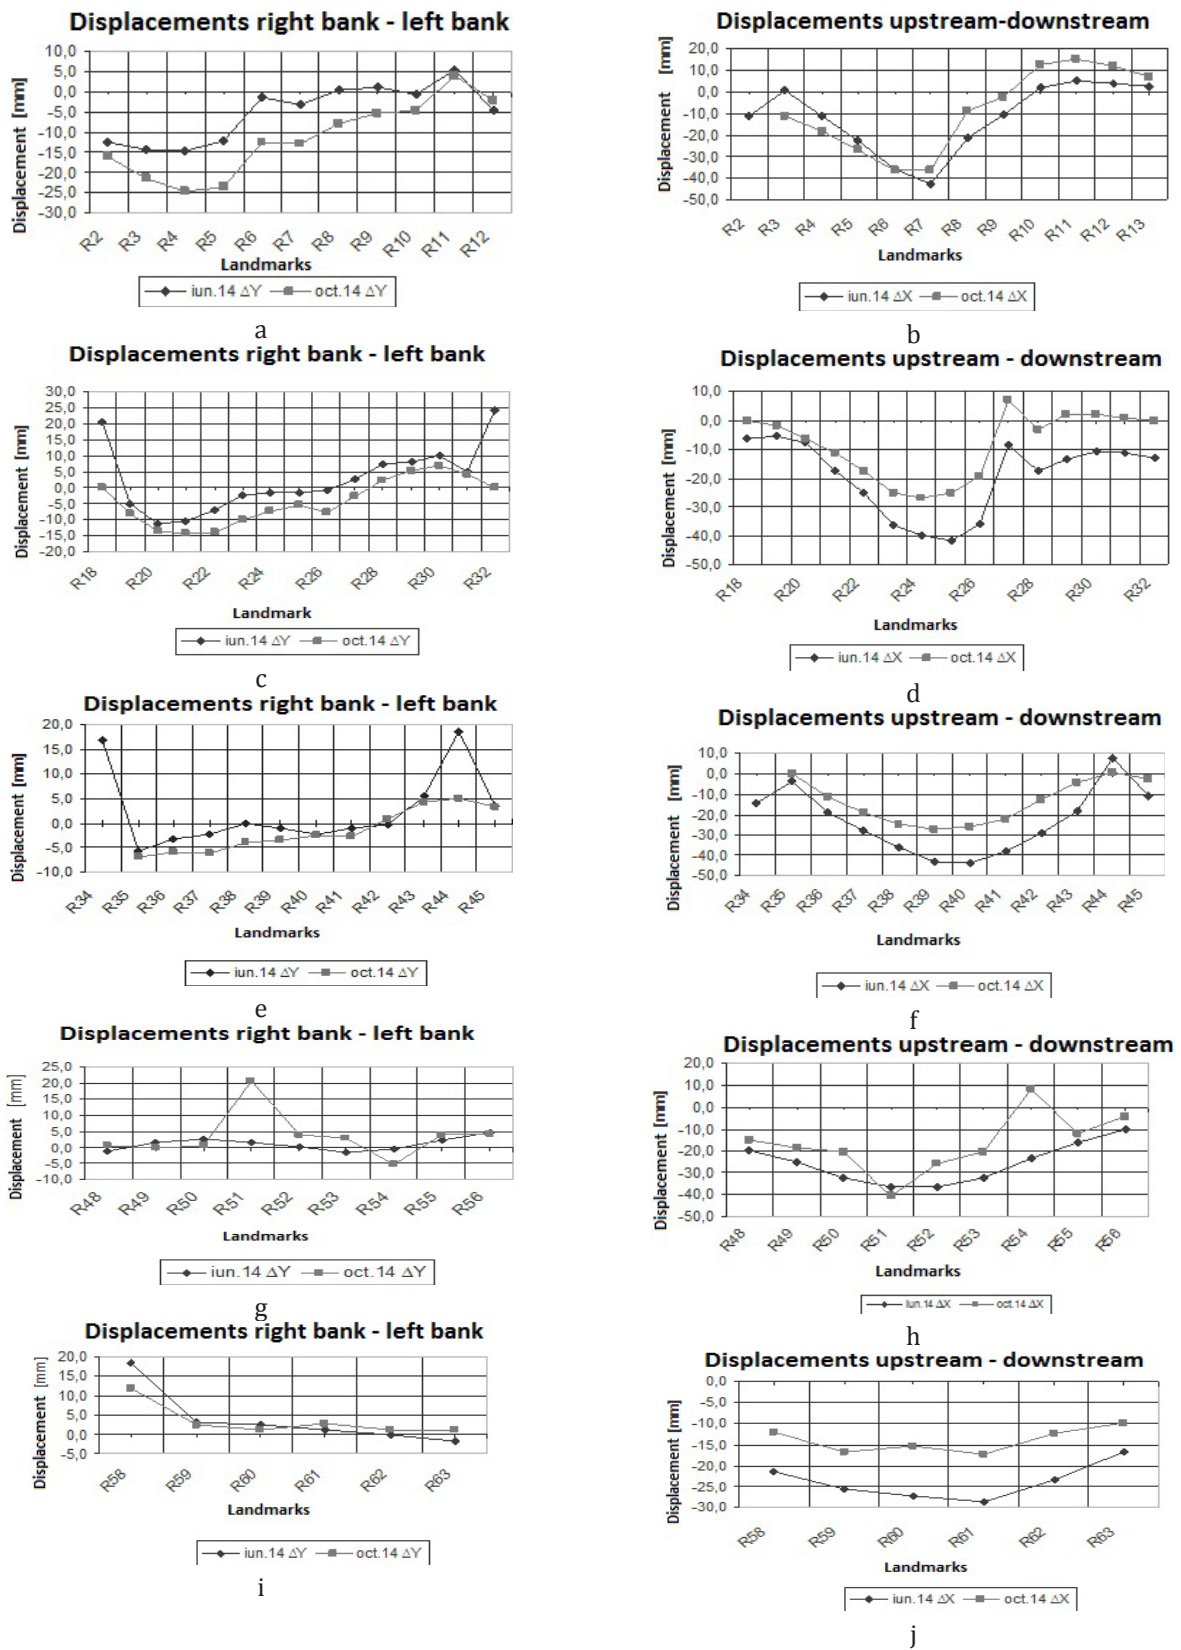 Displacements right bank - left bank
Displacement [mm]
10,0
5,0
0,0
-5,0
-10,0
-15,0
-20,0
-25,0
-30,0
R2 R3 R4 R5 R6 R7 R8 R9 R10 R11 R12
Landmarks
iun.14 ΔY oct.14 ΔY
a
Displacements upstream-downstream
Displacement [mm]
20,0
10,0
0,0
-10,0
-20,0
-30,0
-40,0
-50,0
R2 R3 R4 R5 R6 R7 R8 R9 R10 R11 R12 R13
Landmarks
iun.14 ΔX oct.14 ΔX
b
Displacements right bank - left bank
Displacement [mm]
30,0
25,0
20,0
15,0
10,0
5,0
0,0
-5,0
-10,0
-15,0
-20,0
R18 R20 R22 R24 R26 R28 R30 R32
Landmark
iun.14 ΔY oct.14 ΔY
c
Displacements upstream - downstream
Displacement [mm]
10,0
0,0
-10,0
-20,0
-30,0
-40,0
-50,0
R18 R20 R22 R24 R26 R28 R30 R32
Landmarks
iun.14 ΔX oct.14 ΔX
d
Displacements right bank - left bank
Displacement [mm]
20,0
15,0
10,0
5,0
0,0
-5,0
-10,0
R34 R35 R36 R37 R38 R39 R40 R41 R42 R43 R44 R45
Landmarks
iun.14 ΔY oct.14 ΔY
e
Displacements upstream - downstream
Displacement [mm]
10,0
0,0
-10,0
-20,0
-30,0
-40,0
-50,0
R34 R35 R36 R37 R38 R39 R40 R41 R42 R43 R44 R45
Landmarks
iun.14 ΔX oct.14 ΔX
f
Displacements right bank - left bank
Displacement [mm]
25,0
20,0
15,0
10,0
5,0
0,0
-5,0
-10,0
R48 R49 R50 R51 R52 R53 R54 R55 R56
Landmarks
iun.14 ΔY oct.14 ΔY
g
Displacements upstream - downstream
Displacement [mm]
20,0
10,0
0,0
-10,0
-20,0
-30,0
-40,0
-50,0
R48 R49 R50 R51 R52 R53 R54 R55 R56
Landmarks
iun.14 ΔX oct.14 ΔX
h
Displacements right bank - left bank
Displacement [mm]
20,0
15,0
10,0
5,0
0,0
-5,0
R58 R59 R60 R61 R62 R63
Landmarks
iun.14 ΔY oct.14 ΔY
i
Displacements upstream - downstream
Displacement [mm]
0,0
-5,0
-10,0
-15,0
-20,0
-25,0
-30,0
R58 R59 R60 R61 R62 R63
Landmarks
iun.14 ΔX oct.14 ΔX
j